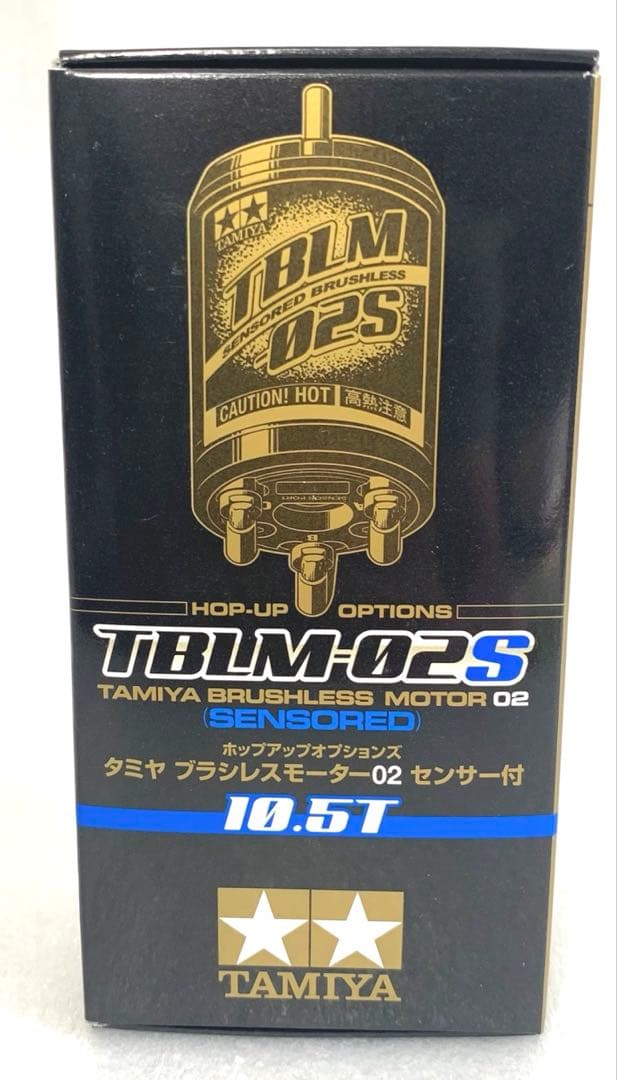 TAMIYA
TBLM
SENSORED BRUSHLESS
-02S
CAUTION! HOT 高熱注意
SENSOR PORT
B
HOP-UP OPTIONS
TBLM-02S
TAMIYA BRUSHLESS MOTOR 02
(SENSORED)
ホップアップオプションズ
タミヤ ブラシレスモーター02 センサー付
10.5T
TAMIYA